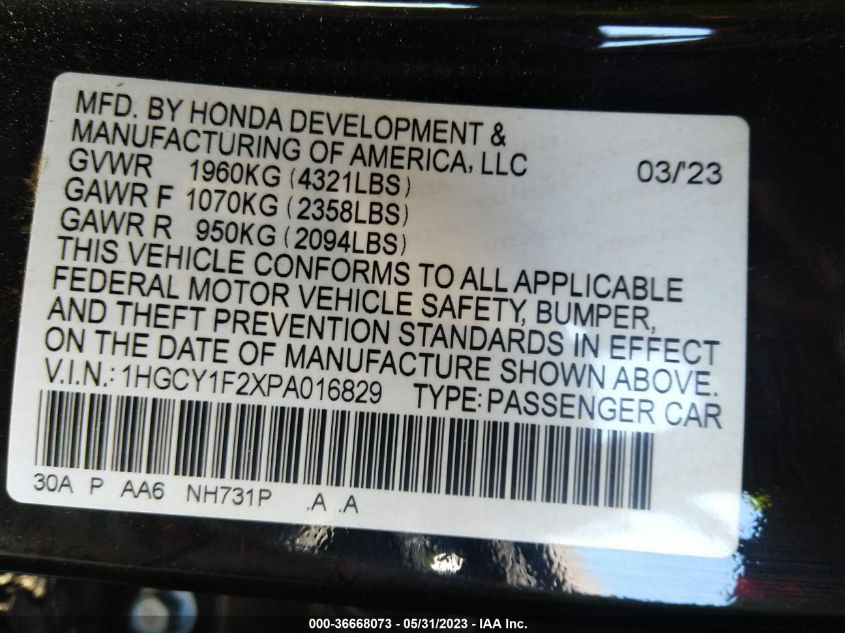 MFD. BY HONDA DEVELOPMENT &
MANUFACTURING OF AMERICA, LLC 03/'23
GVWR 1960KG (4321LBS)
GAWR F 1070KG (2358LBS)
GAWR R 950KG (2094LBS)
THIS VEHICLE CONFORMS TO ALL APPLICABLE
FEDERAL MOTOR VEHICLE SAFETY, BUMPER,
AND THEFT PREVENTION STANDARDS IN EFFECT
ON THE DATE OF MANUFACTURE SHOWN ABOVE.
V.I.N.: 1HGCY1F2XPA016829 TYPE: PASSENGER CAR
30A P AA6 NH731P .A .A
000-36668073 - 05/31/2023 - IAA Inc.